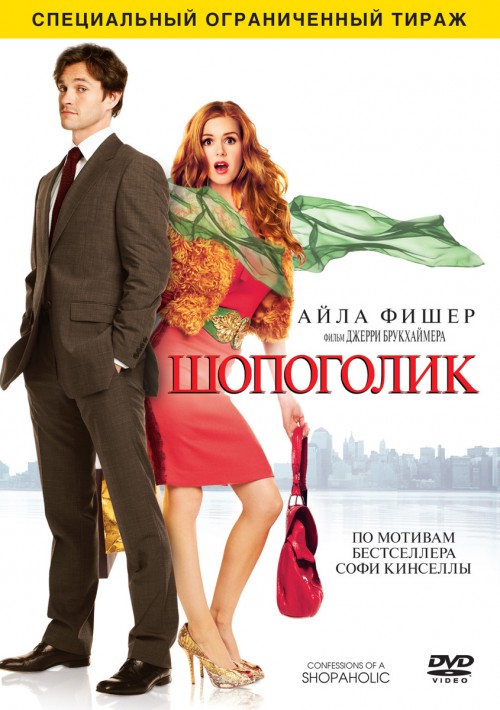 СПЕЦИАЛЬНЫЙ ОГРАНИЧЕННЫЙ ТИРАЖ
АЙЛА ФИШЕР
ФИЛЬМ ДЖЕРРИ БРУКХАЙМЕРА
ШОПОГОЛИК
ПО МОТИВАМ
БЕСТСЕЛЛЕРА
СОФИ КИНСЕЛЛЫ
CONFESSIONS OF A
SHOPAHOLIC
DVD
VIDEO